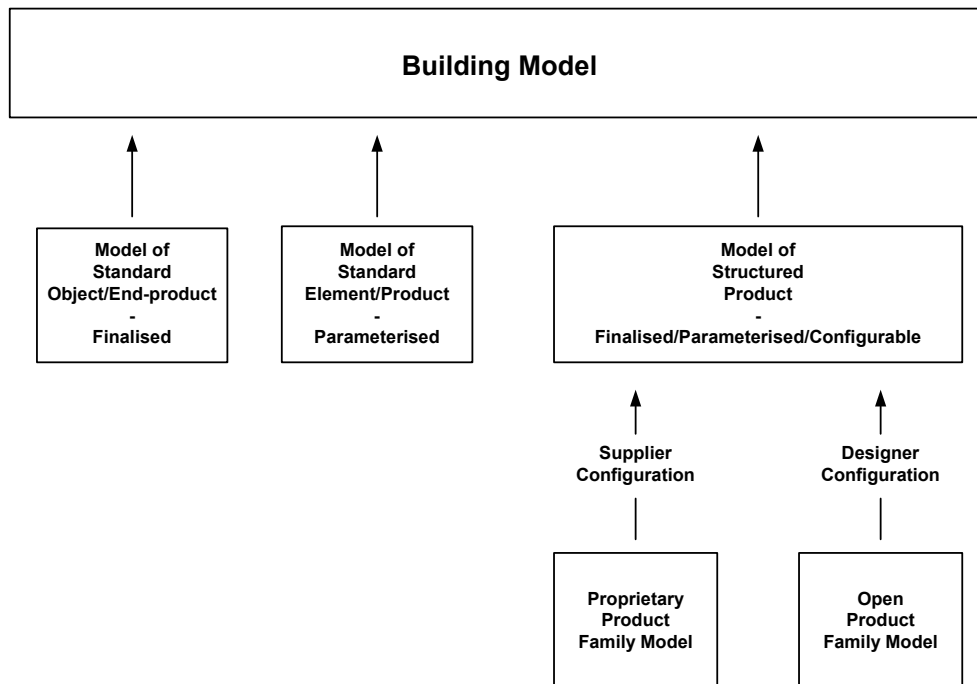 Building Model
Model of
Standard
Object/End-product
-
Finalised
Model of
Standard
Element/Product
-
Parameterised
Model of
Structured
Product
-
Finalised/Parameterised/Configurable
Supplier
Configuration
Designer
Configuration
Proprietary
Product
Family Model
Open
Product
Family Model